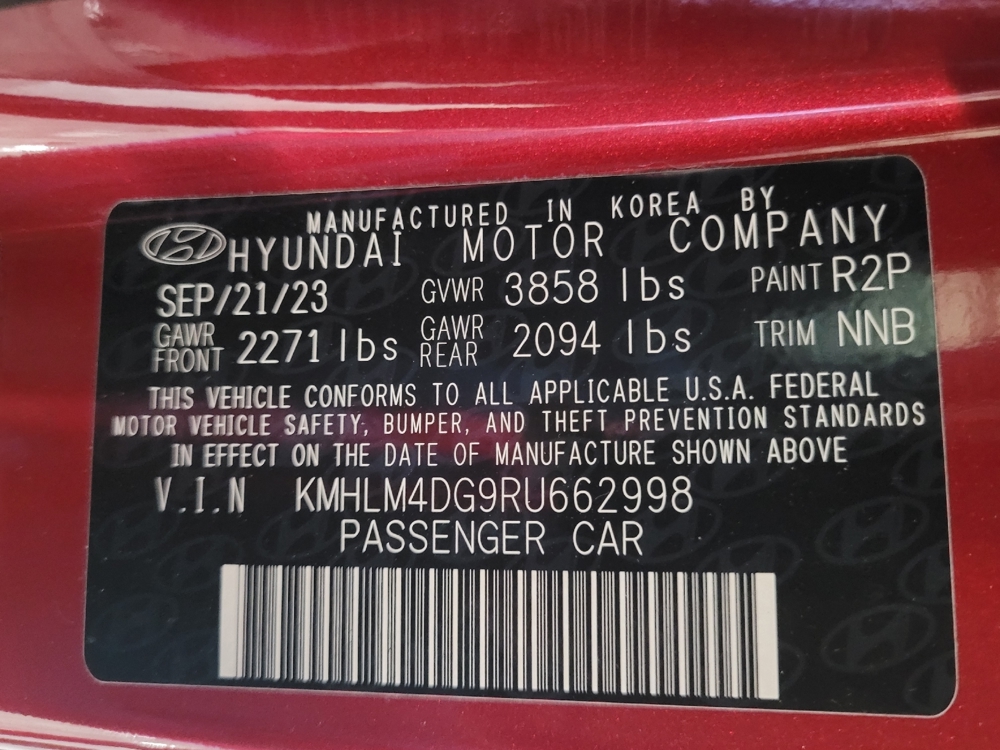 MANUFACTURED IN KOREA BY
HYUNDAI MOTOR COMPANY
SEP/21/23 GVWR 3858 lbs PAINT R2P
GAWR FRONT 2271 lbs GAWR REAR 2094 lbs TRIM NNB
THIS VEHICLE CONFORMS TO ALL APPLICABLE U.S.A. FEDERAL
MOTOR VEHICLE SAFETY, BUMPER, AND THEFT PREVENTION STANDARDS
IN EFFECT ON THE DATE OF MANUFACTURE SHOWN ABOVE
V.I.N KMHLM4DG9RU662998
PASSENGER CAR